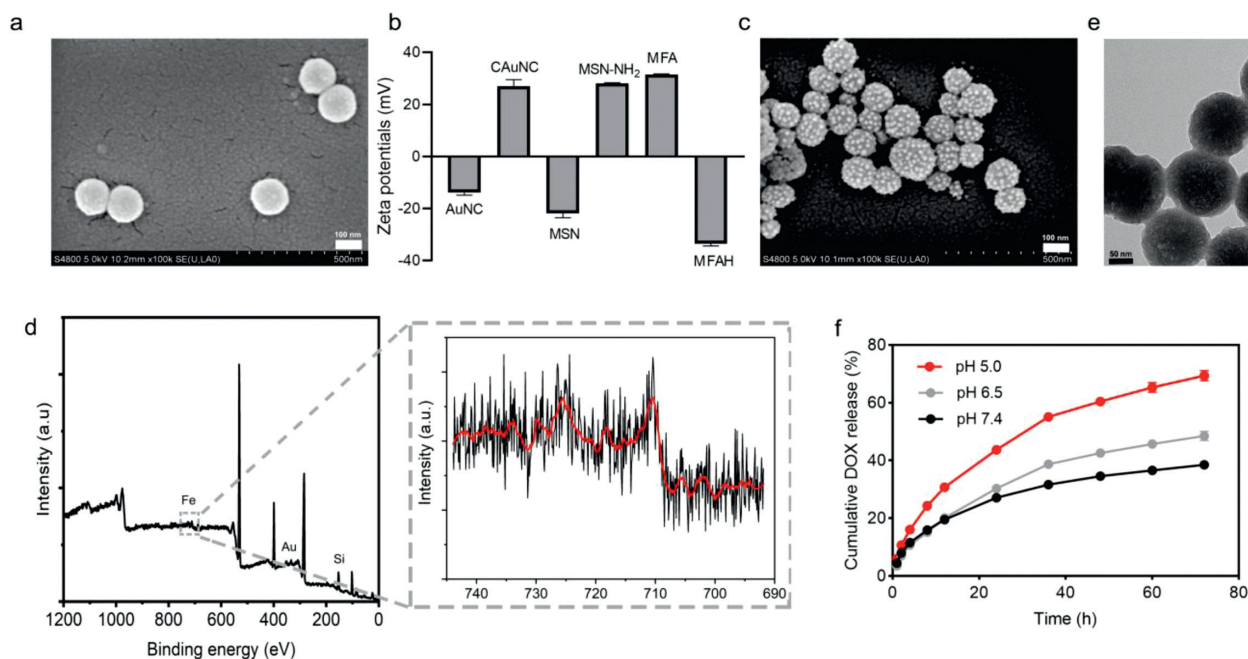 a
100 nm
S4800 5.0kV 10.2mm x100k SE(U,LA0)
500nm
b
Zeta potentials (mV)
40
20
0
-20
-40
AuNC
CAuNC
MSN
MSN-NH₂
MFA
MFAH
c
100 nm
S4800 5.0kV 10.1mm x100k SE(U,LA0)
500nm
e
50 nm
d
Intensity (a.u)
Fe
Au
Si
1200 1000 800 600 400 200 0
Binding energy (eV)
Intensity (a.u.)
740 730 720 710 700 690
f
Cumulative DOX release (%)
80
60
40
20
0
pH 5.0
pH 6.5
pH 7.4
0 20 40 60 80
Time (h)